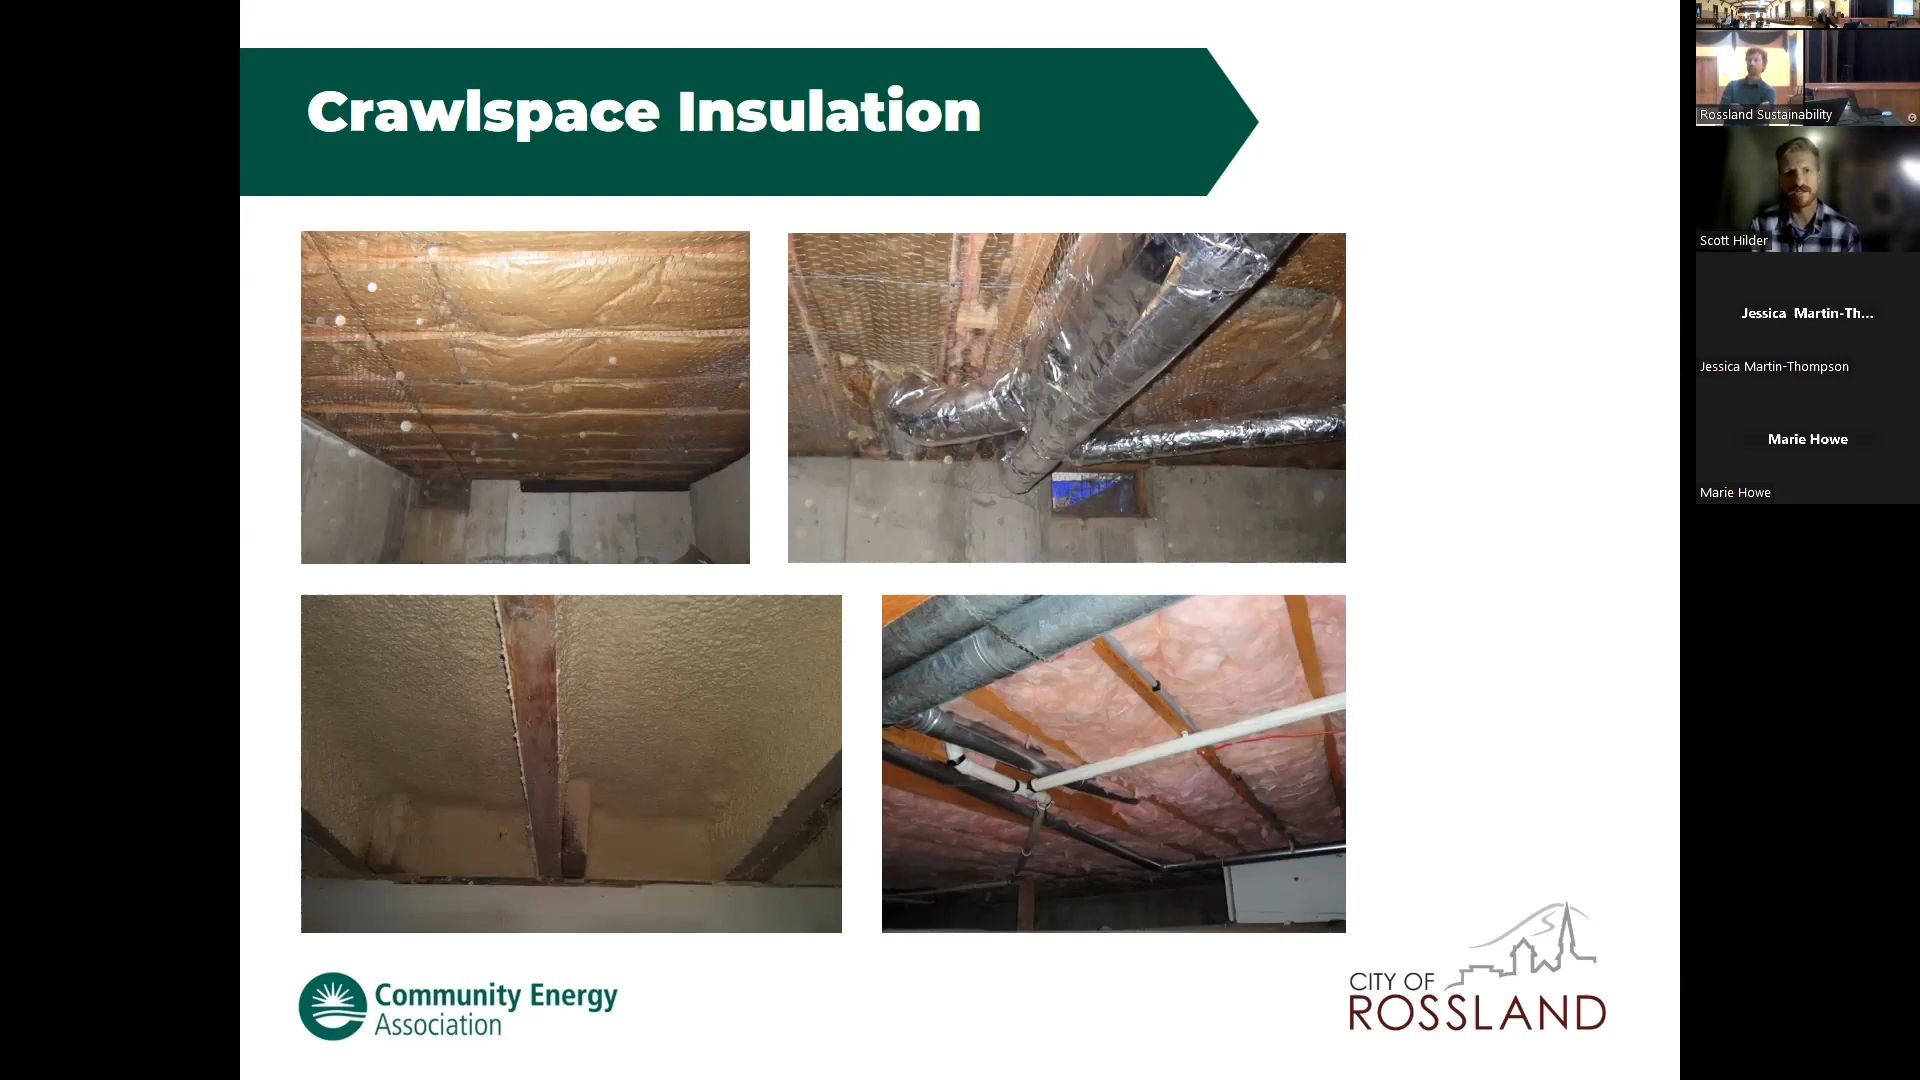 Crawlspace Insulation
Community Energy
Association
CITY OF
ROSSLAND
Rossland Sustainability
Scott Hilder
Jessica Martin-Th...
Jessica Martin-Thompson
Marie Howe
Marie Howe